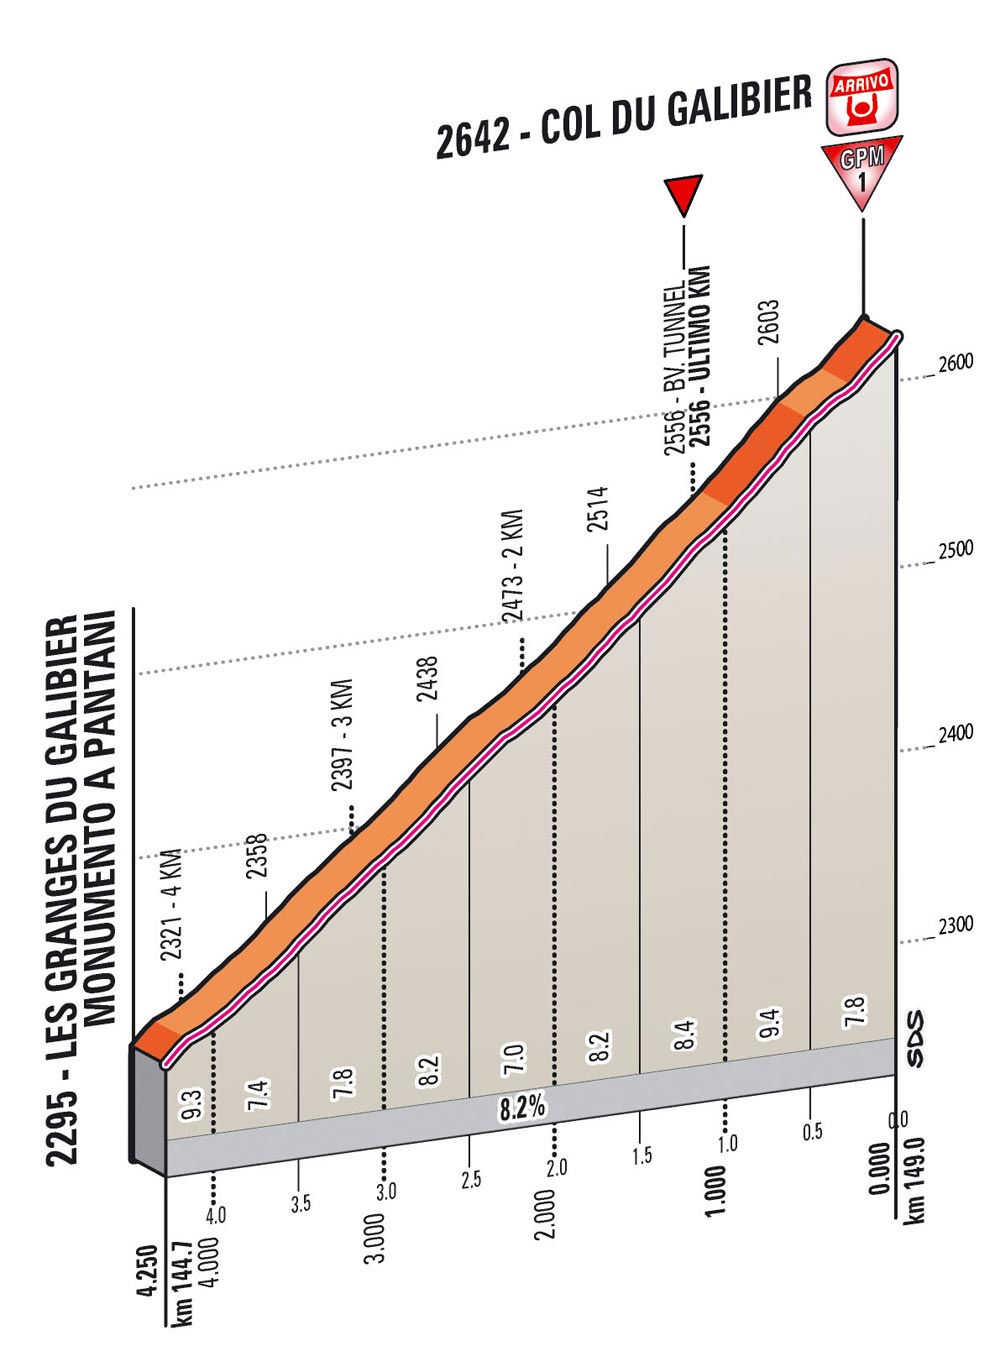 2642 - COL DU GALIBIER
ARRIVO
GPM
1
2556 - BV. TUNNEL
2556 - ULTIMO KM
2603
2514
2473 - 2 KM
2438
2397 - 3 KM
2358
2321 - 4 KM
2295 - LES GRANGES DU GALIBIER
MONUMENTO A PANTANI
2600
2500
2400
2300
9.3
7.4
7.8
8.2
7.0
8.2
8.4
9.4
7.8
8.2%
SDS
4.0
3.5
3.0
2.5
2.0
1.5
1.0
0.5
0.0
4.250
km 144.7
4.000
3.000
2.000
1.000
0.000
km 149.0